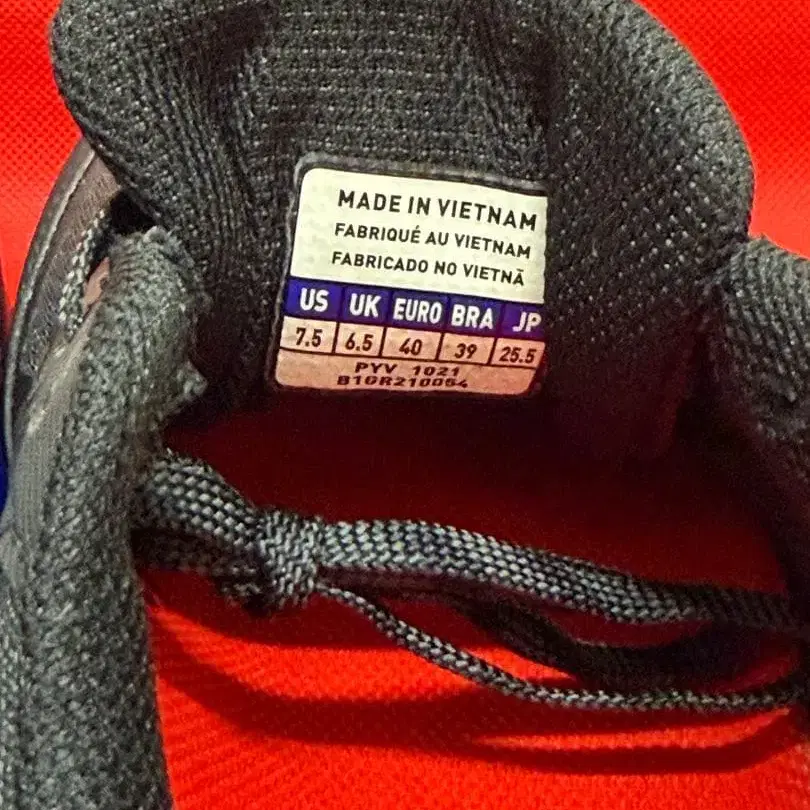 MADE IN VIETNAM
FABRIQUÉ AU VIETNAM
FABRICADO NO VIETNÃ
US UK EURO BRA JP
7.5 6.5 40 39 25.5
PYV 1021
B1GR210054